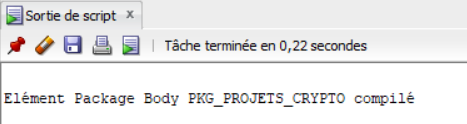 Sortie de script x
Tâche terminée en 0,22 secondes
Elément Package Body PKG_PROJETS_CRYPTO compilé